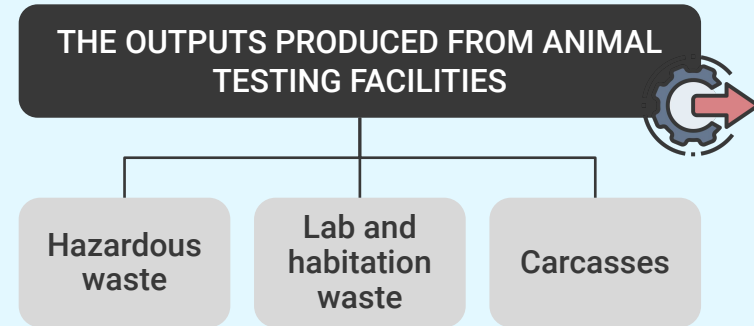 THE OUTPUTS PRODUCED FROM ANIMAL
TESTING FACILITIES
Hazardous
waste
Lab and
habitation
waste
Carcasses